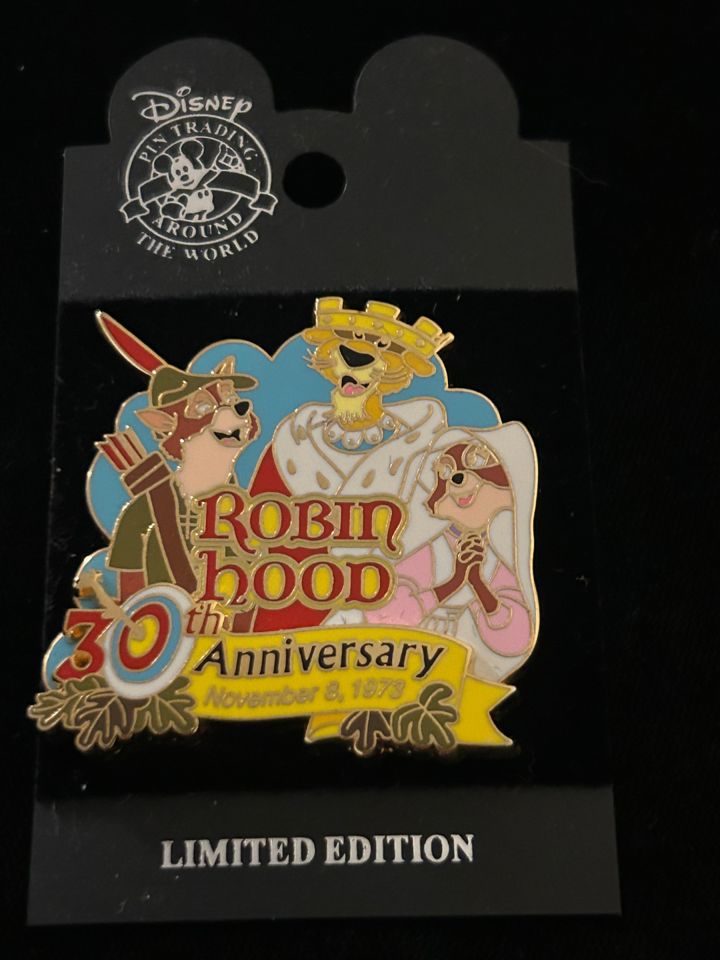 Disney
PIN TRADING
AROUND
THE WORLD
ROBIN
HOOD
30th
Anniversary
November 8, 1973
LIMITED EDITION